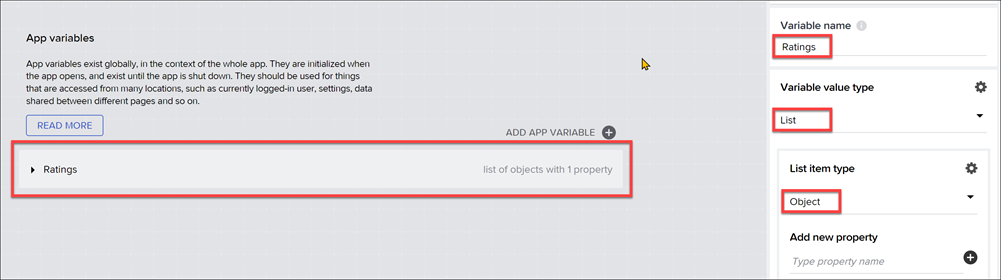 App variables
App variables exist globally, in the context of the whole app. They are initialized when
the app opens, and exist until the app is shut down. They should be used for things
that are accessed from many locations, such as currently logged-in user, settings, data
shared between different pages and so on.
READ MORE
ADD APP VARIABLE
Ratings
list of objects with 1 property
Variable name
Ratings
Variable value type
List
List item type
Object
Add new property
Type property name